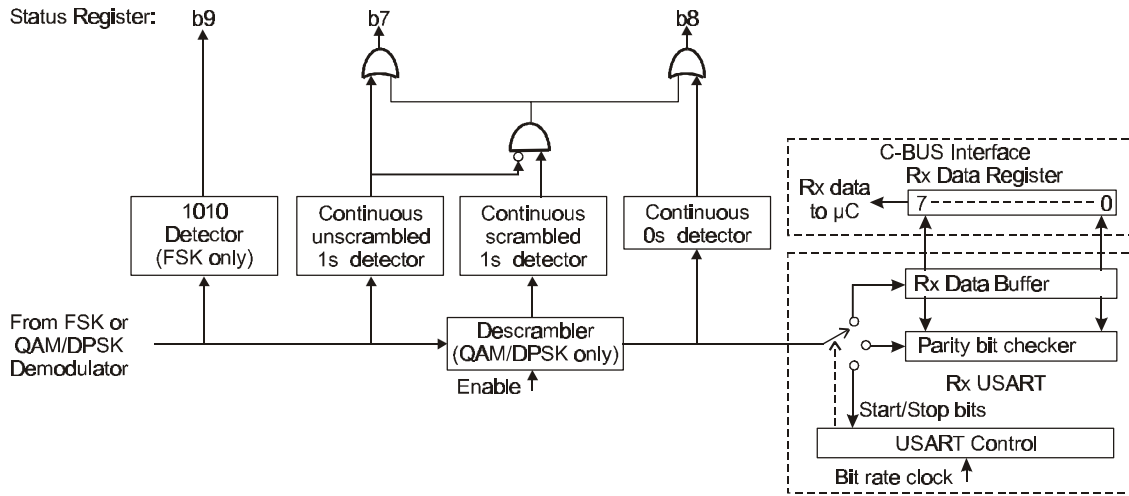 Status Register: b9 b7 b8
C-BUS Interface
Rx Data Register
Rx data
to µC
7 0
1010
Detector
(FSK only)
Continuous
unscrambled
1s detector
Continuous
scrambled
1s detector
Continuous
0s detector
Rx Data Buffer
From FSK or
QAM/DPSK
Demodulator
Descrambler
(QAM/DPSK only)
Enable
Parity bit checker
Rx USART
Start/Stop bits
USART Control
Bit rate clock